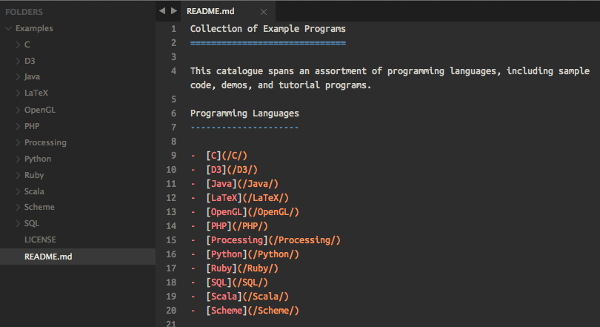 FOLDERS
Examples
C
D3
Java
LaTeX
OpenGL
PHP
Processing
Python
Ruby
Scala
Scheme
SQL
LICENSE
README.md
README.md
1 Collection of Example Programs
2 ==============================
3
4 This catalogue spans an assortment of programming languages, including sample
code, demos, and tutorial programs.
5
6 Programming Languages
7 ---------------------
8
9 - [C](/C/)
10 - [D3](/D3/)
11 - [Java](/Java/)
12 - [LaTeX](/LaTeX/)
13 - [OpenGL](/OpenGL/)
14 - [PHP](/PHP/)
15 - [Processing](/Processing/)
16 - [Python](/Python/)
17 - [Ruby](/Ruby/)
18 - [SQL](/SQL/)
19 - [Scala](/Scala/)
20 - [Scheme](/Scheme/)
21